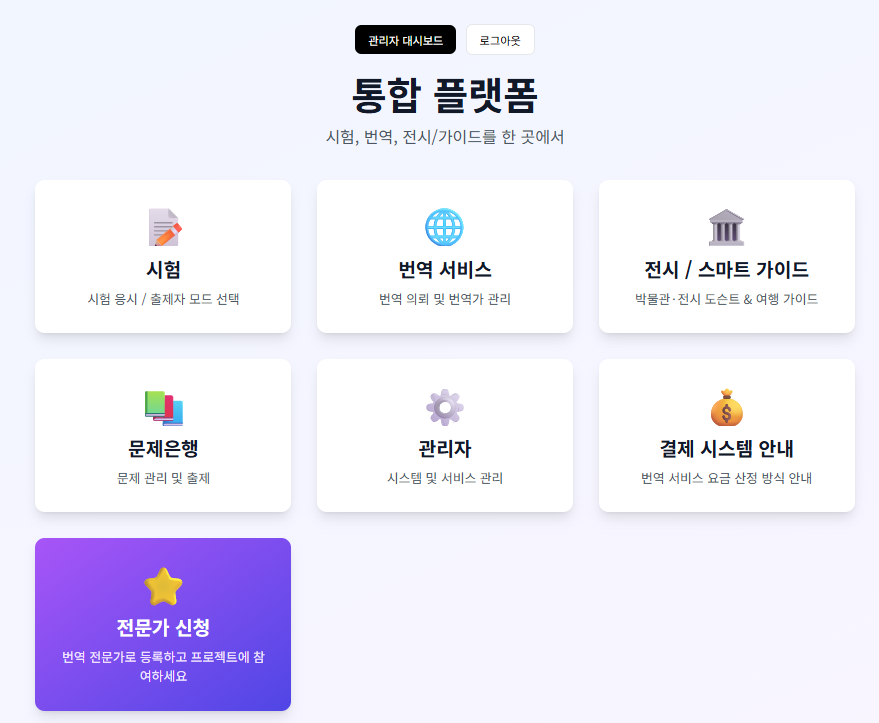 관리자 대시보드
로그아웃
통합 플랫폼
시험, 번역, 전시/가이드를 한 곳에서
시험
시험 응시 / 출제자 모드 선택
번역 서비스
번역 의뢰 및 번역가 관리
전시 / 스마트 가이드
박물관·전시 도슨트 & 여행 가이드
문제은행
문제 관리 및 출제
관리자
시스템 및 서비스 관리
결제 시스템 안내
번역 서비스 요금 산정 방식 안내
전문가 신청
번역 전문가로 등록하고 프로젝트에 참
여하세요